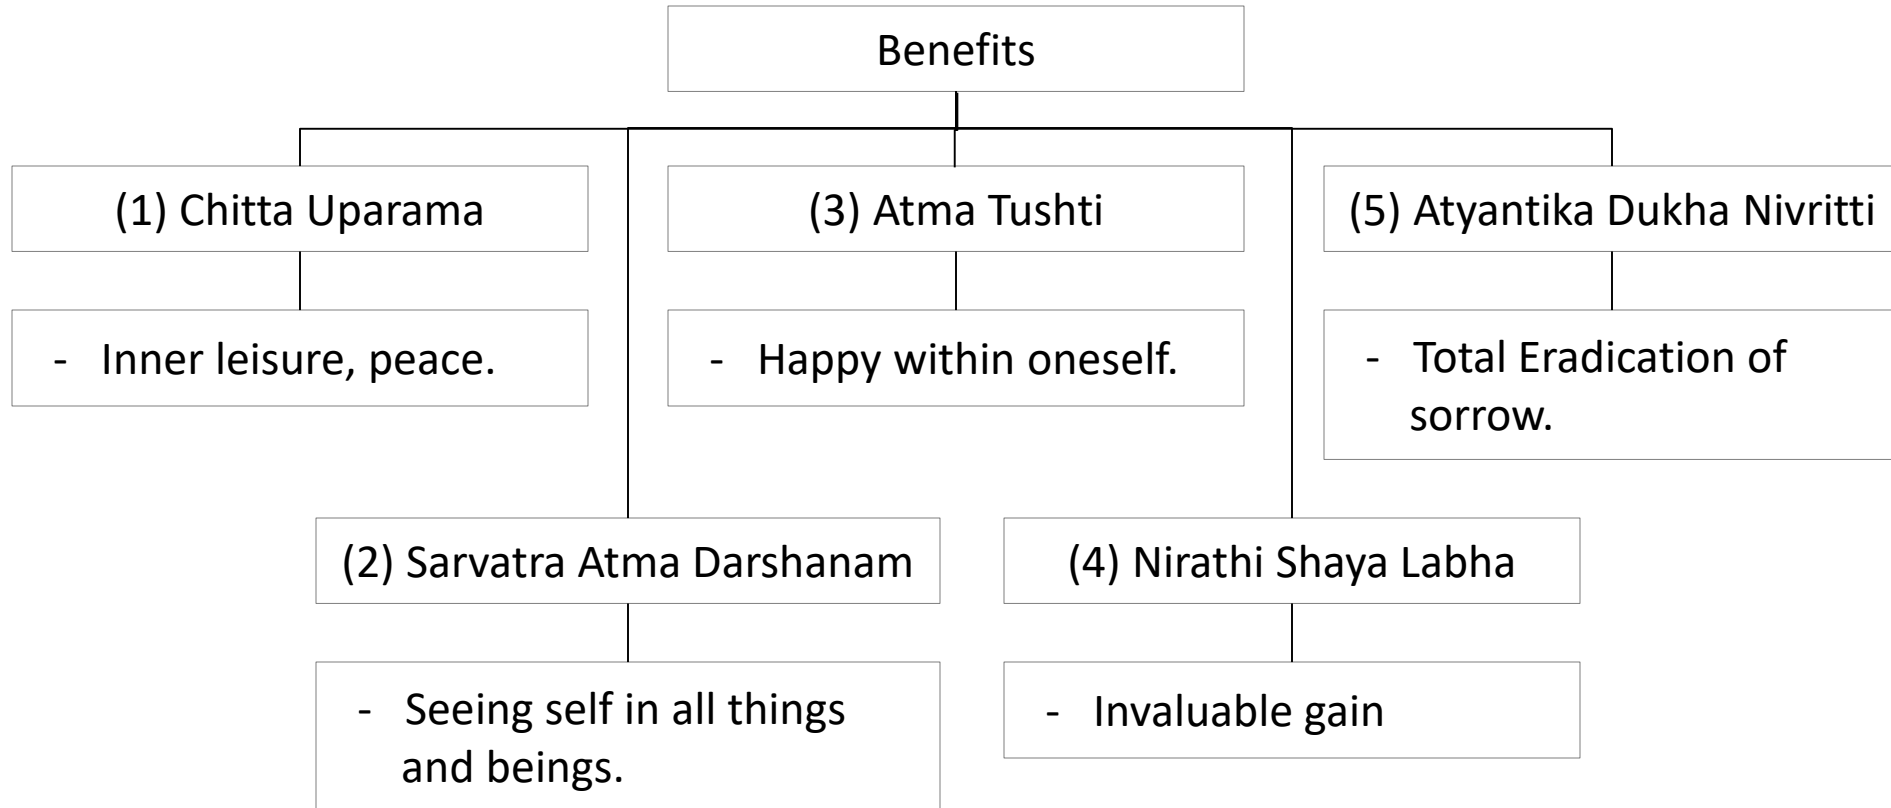 Benefits
(1) Chitta Uparama
(3) Atma Tushti
(5) Atyantika Dukha Nivritti
- Inner leisure, peace.
- Happy within oneself.
- Total Eradication of
sorrow.
(2) Sarvatra Atma Darshanam
(4) Nirathi Shaya Labha
- Seeing self in all things
and beings.
- Invaluable gain